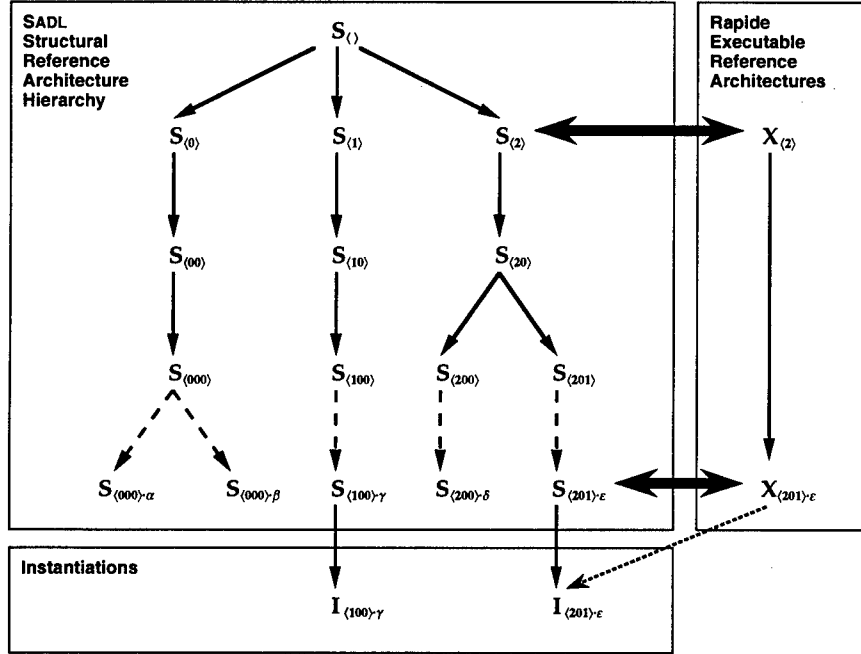 SADL
Structural
Reference
Architecture
Hierarchy
S⟨ ⟩
Rapide
Executable
Reference
Architectures
S⟨0⟩
S⟨1⟩
S⟨2⟩
X⟨2⟩
S⟨00⟩
S⟨10⟩
S⟨20⟩
S⟨000⟩
S⟨100⟩
S⟨200⟩
S⟨201⟩
S⟨000⟩·α
S⟨000⟩·β
S⟨100⟩·γ
S⟨200⟩·δ
S⟨201⟩·ε
X⟨201⟩·ε
Instantiations
I⟨100⟩·γ
I⟨201⟩·ε